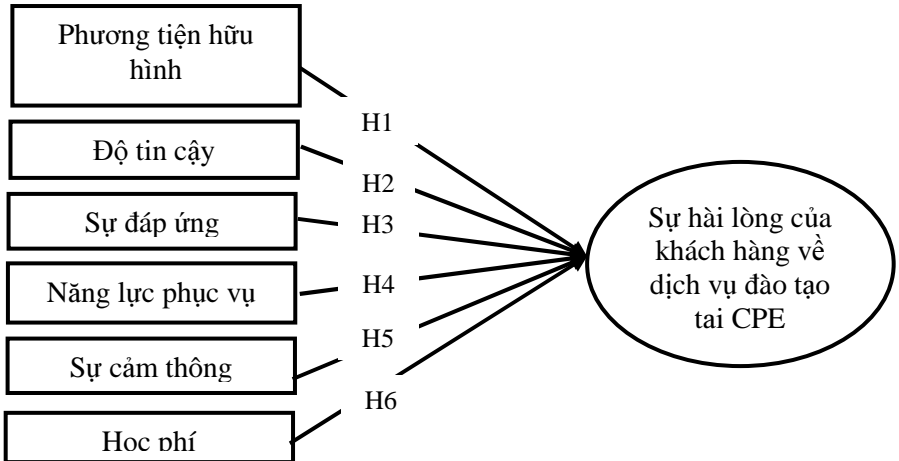 Phương tiện hữu
hình
H1
Độ tin cậy
H2
Sự đáp ứng
H3
Năng lực phục vụ
H4
Sự cảm thông
H5
Học phí
H6
Sự hài lòng của
khách hàng về
dịch vụ đào tạo
tai CPE